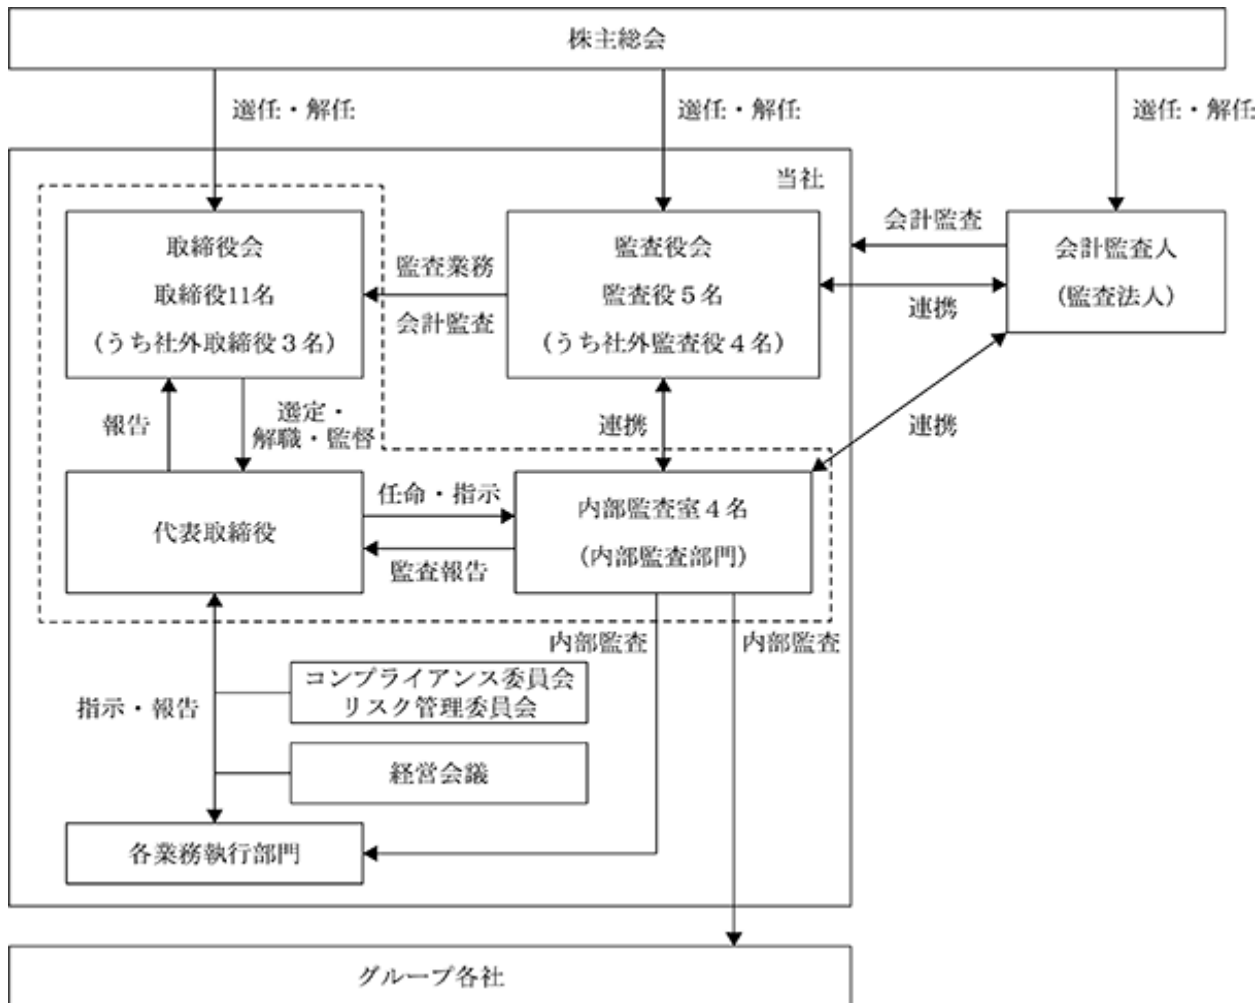 株主総会
選任・解任
選任・解任
選任・解任
当社
取締役会
取締役11名
（うち社外取締役３名）
監査業務
会計監査
監査役会
監査役５名
（うち社外監査役４名）
会計監査
連携
会計監査人
（監査法人）
報告
選定・
解職・監督
連携
連携
代表取締役
任命・指示
監査報告
内部監査室４名
（内部監査部門）
内部監査
内部監査
指示・報告
コンプライアンス委員会
リスク管理委員会
経営会議
各業務執行部門
グループ各社